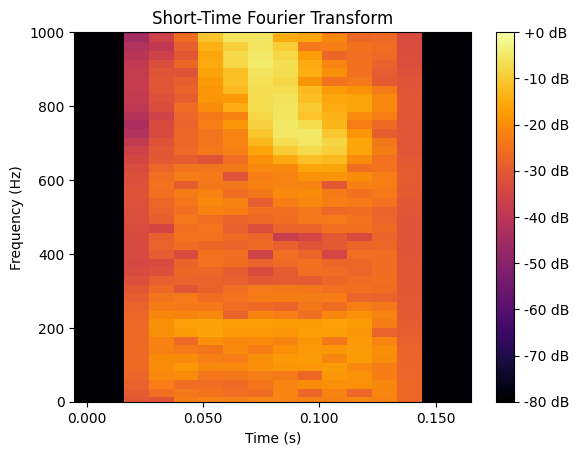 Short-Time Fourier Transform
1000
800
600
400
200
0
Frequency (Hz)
0.000
0.050
0.100
0.150
Time (s)
+0 dB
-10 dB
-20 dB
-30 dB
-40 dB
-50 dB
-60 dB
-70 dB
-80 dB